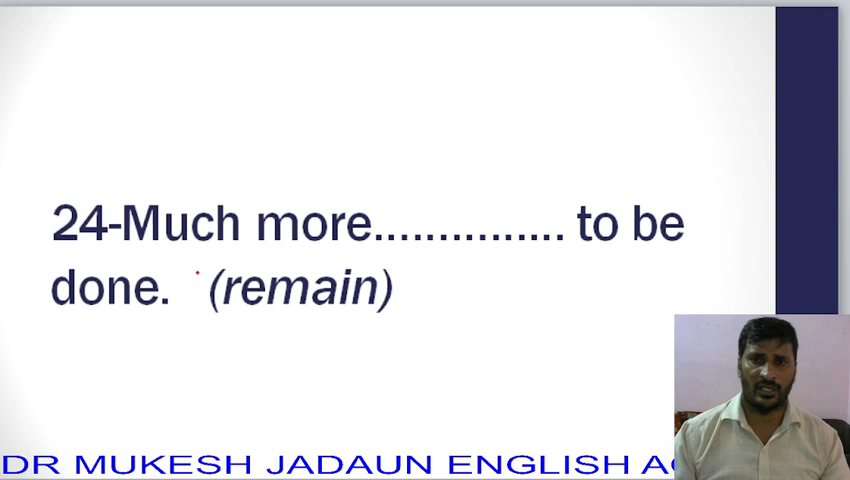 24-Much more............... to be
done. (remain)
DR MUKESH JADAUN ENGLISH